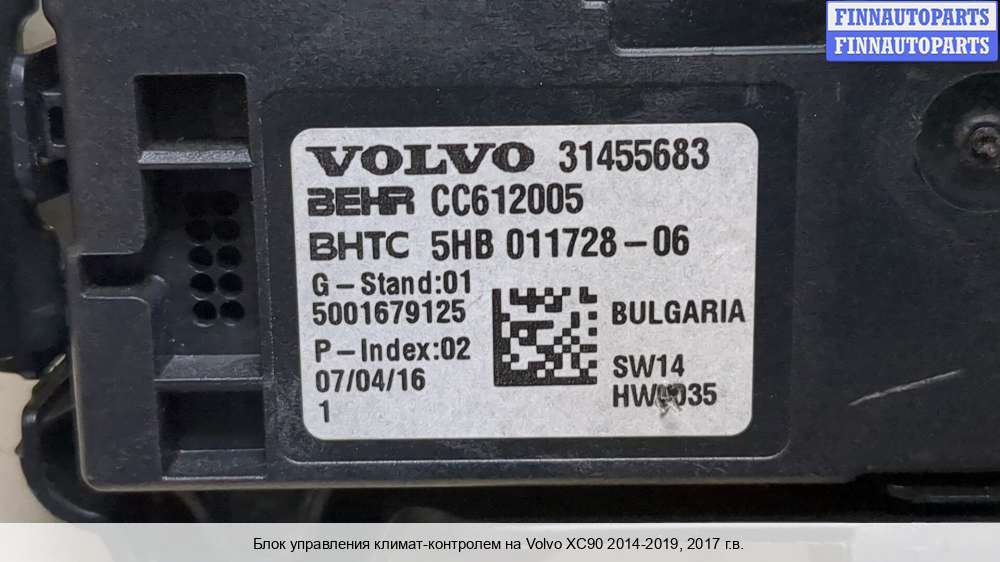 FINNAUTOPARTS
FINNAUTOPARTS
VOLVO 31455683
BEHR CC612005
BHTC 5HB 011728-06
G-Stand:01
5001679125
BULGARIA
P-Index:02
SW14
07/04/16
1
Блок управления климат-контролем на Volvo XC90 2014-2019, 2017 г.в.